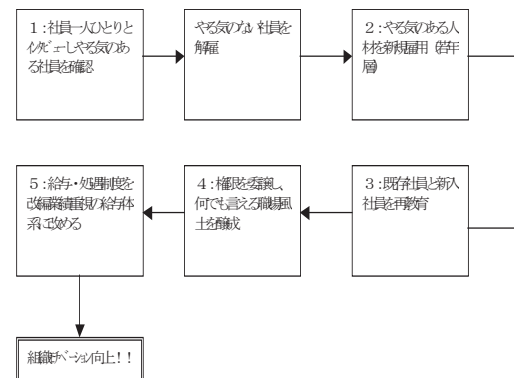 1:社員一人ひとりと
インタビューしやる気のあ
る社員を確認
やる気のない社員を
解雇
2:やる気のある人
材を新規雇用(若年
層)
3:既存社員と新入
社員を再教育
4:権限を委譲し、
何でも言える職場風
土を醸成
5:給与・処遇制度を
改編業績重視の給与体
系に改める
組織モチベーション向上!!